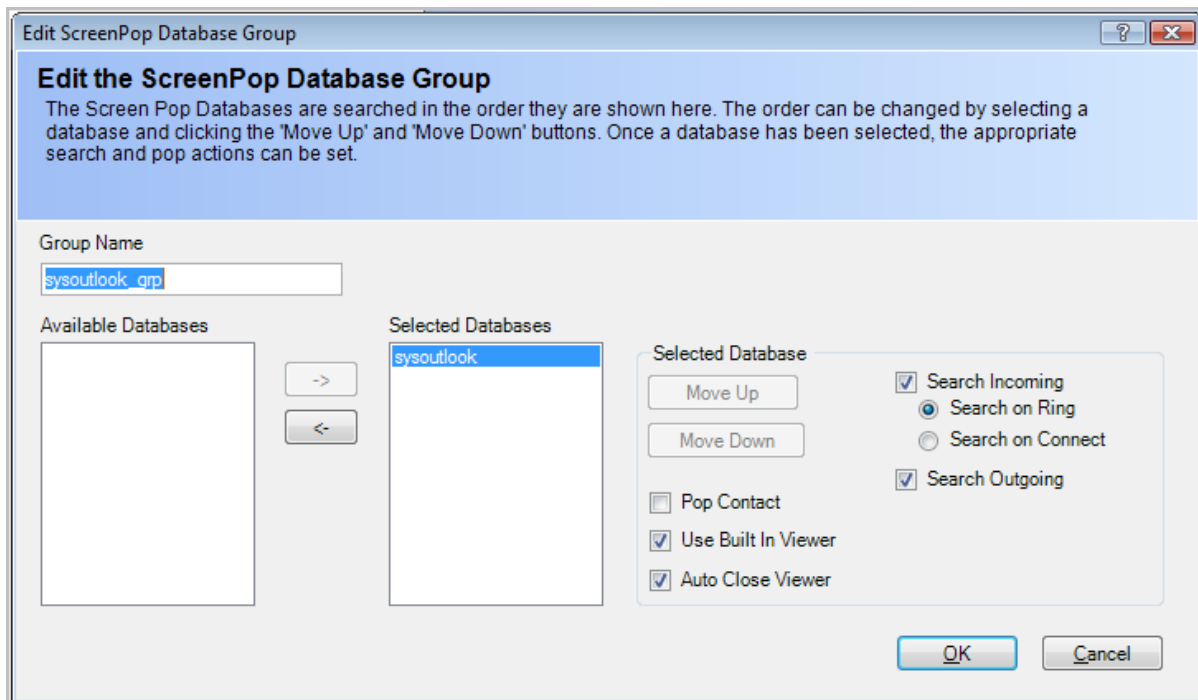 Edit ScreenPop Database Group
?
Edit the ScreenPop Database Group
The Screen Pop Databases are searched in the order they are shown here. The order can be changed by selecting a
database and clicking the 'Move Up' and 'Move Down' buttons. Once a database has been selected, the appropriate
search and pop actions can be set.
Group Name
sysoutlook_grp
Available Databases
->
<-
Selected Databases
sysoutlook
Selected Database
Move Up
Move Down
Pop Contact
Use Built In Viewer
Auto Close Viewer
Search Incoming
Search on Ring
Search on Connect
Search Outgoing
OK
Cancel